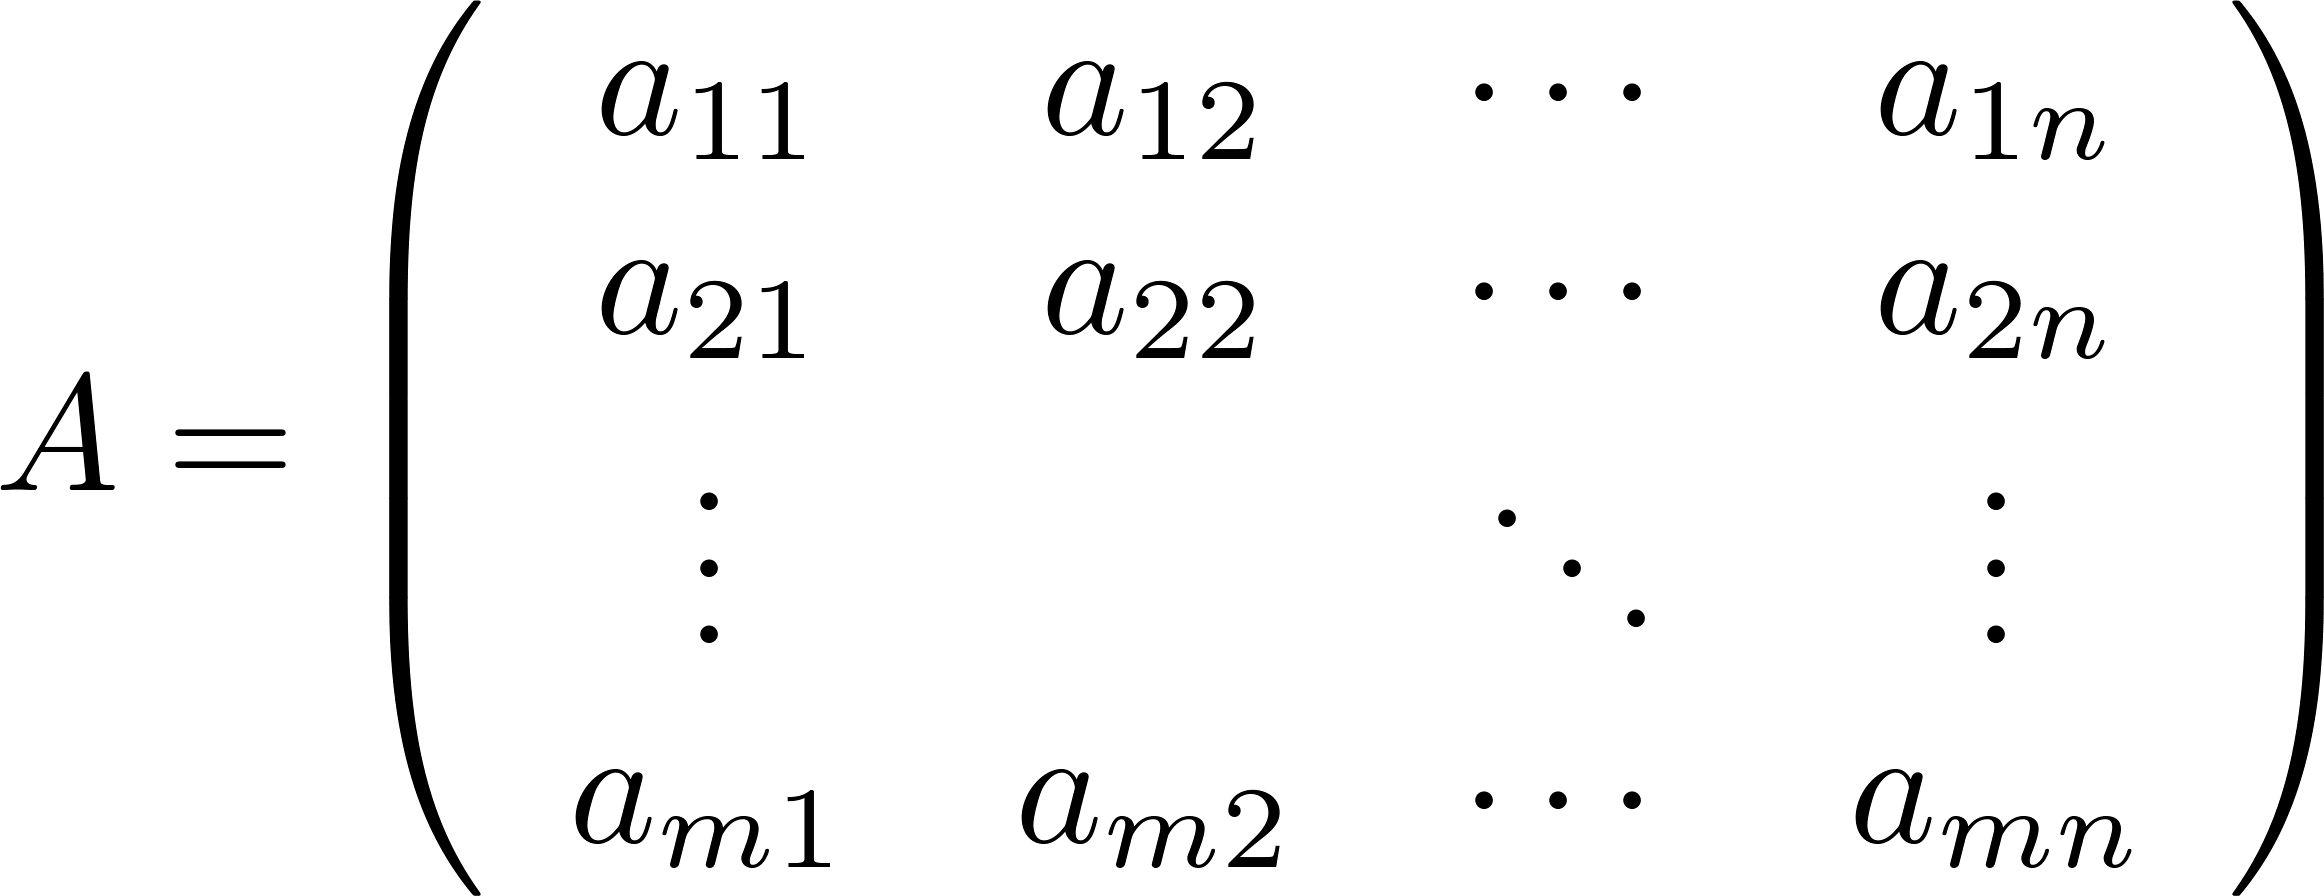 a₁₁ a₁₂ ⋯ a₁ₙ
a₂₁ a₂₂ ⋯ a₂ₙ
A =
⋮ ⋱ ⋮
aₘ₁ aₘ₂ ⋯ aₘₙ